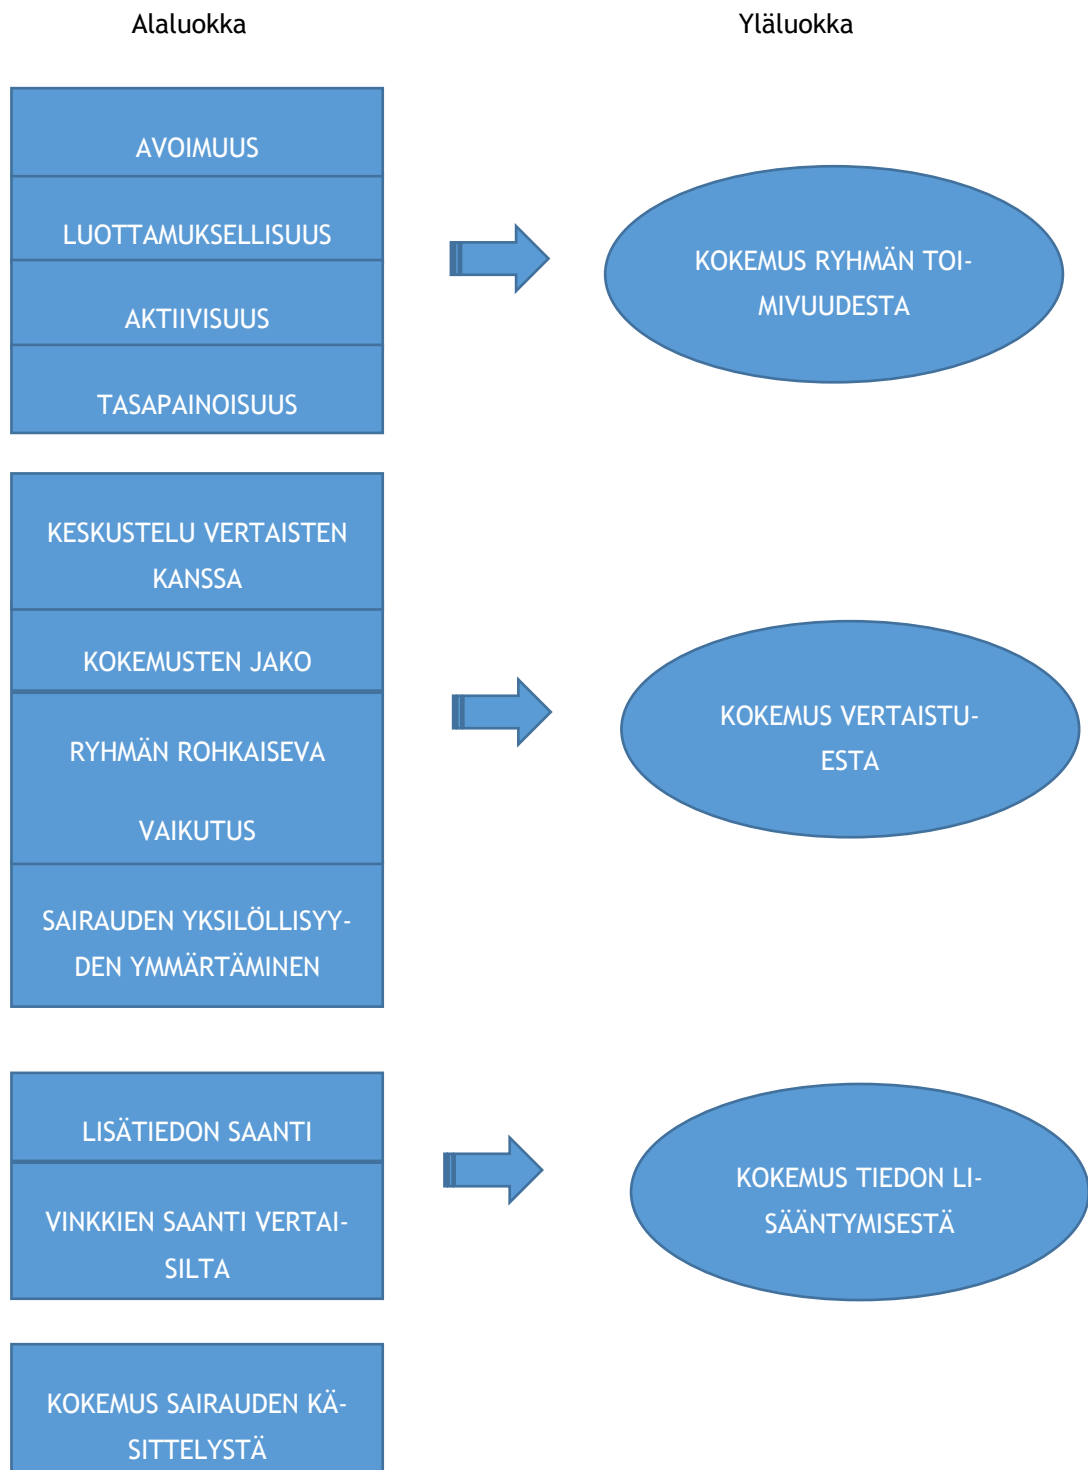 Alaluokka
Yläluokka
AVOIMUUS
LUOTTAMUKSELLISUUS
AKTIIVISUUS
TASAPAINOISUUS
KOKEMUS RYHMÄN TOI-
MIVUUDESTA
KESKUSTELU VERTAISTEN
KANSSA
KOKEMUSTEN JAKO
RYHMÄN ROHKAISEVA
VAIKUTUS
SAIRAUDEN YKSILÖLLISYY-
DEN YMMÄRTÄMINEN
KOKEMUS VERTAISTU-
ESTA
LISÄTIEDON SAANTI
VINKKIEN SAANTI VERTAI-
SILTA
KOKEMUS TIEDON LI-
SÄÄNTYMISESTÄ
KOKEMUS SAIRAUDEN KÄ-
SITTELYSTÄ